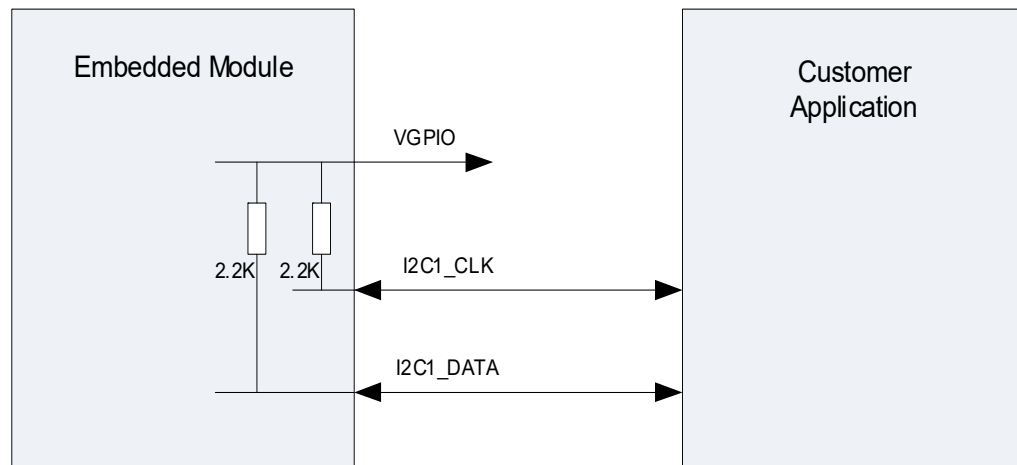 Embedded Module
Customer
Application
VGPIO
2.2K
2.2K
I2C1_CLK
I2C1_DATA